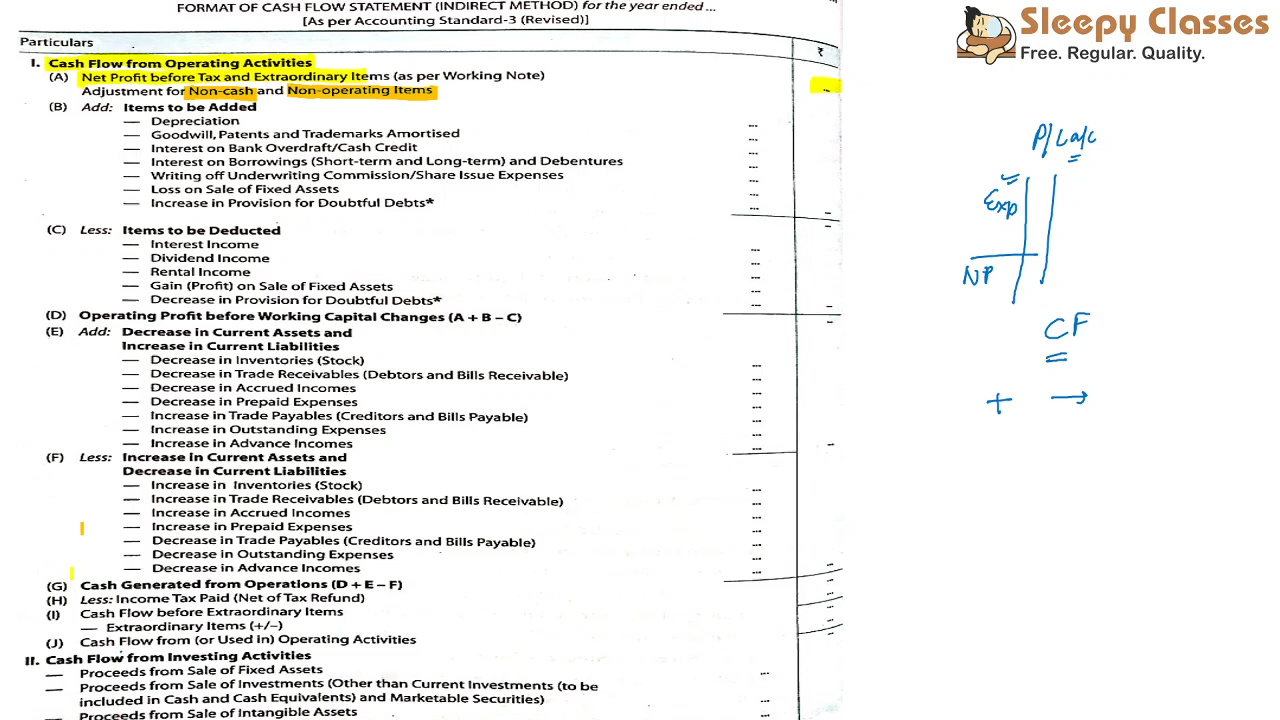 FORMAT OF CASH FLOW STATEMENT (INDIRECT METHOD) for the year ended ...
[As per Accounting Standard-3 (Revised)]
Particulars
₹
I. Cash Flow from Operating Activities
(A) Net Profit before Tax and Extraordinary Items (as per Working Note) ...
Adjustment for Non-cash and Non-operating Items
(B) Add: Items to be Added
— Depreciation ...
— Goodwill, Patents and Trademarks Amortised ...
— Interest on Bank Overdraft/Cash Credit ...
— Interest on Borrowings (Short-term and Long-term) and Debentures ...
— Writing off Underwriting Commission/Share Issue Expenses ...
— Loss on Sale of Fixed Assets ...
— Increase in Provision for Doubtful Debts* ...
(C) Less: Items to be Deducted
— Interest Income ...
— Dividend Income ...
— Rental Income ...
— Gain (Profit) on Sale of Fixed Assets ...
— Decrease in Provision for Doubtful Debts* ...
(D) Operating Profit before Working Capital Changes (A + B – C)
(E) Add: Decrease in Current Assets and
Increase in Current Liabilities
— Decrease in Inventories (Stock) ...
— Decrease in Trade Receivables (Debtors and Bills Receivable) ...
— Decrease in Accrued Incomes ...
— Decrease in Prepaid Expenses ...
— Increase in Trade Payables (Creditors and Bills Payable) ...
— Increase in Outstanding Expenses ...
— Increase in Advance Incomes ...
(F) Less: Increase in Current Assets and
Decrease in Current Liabilities
— Increase in Inventories (Stock) ...
— Increase in Trade Receivables (Debtors and Bills Receivable) ...
— Increase in Accrued Incomes ...
— Increase in Prepaid Expenses ...
— Decrease in Trade Payables (Creditors and Bills Payable) ...
— Decrease in Outstanding Expenses ...
— Decrease in Advance Incomes ...
(G) Cash Generated from Operations (D + E – F)
(H) Less: Income Tax Paid (Net of Tax Refund)
(I) Cash Flow before Extraordinary Items
— Extraordinary Items (+/–)
(J) Cash Flow from (or Used in) Operating Activities
II. Cash Flow from Investing Activities
— Proceeds from Sale of Fixed Assets ...
— Proceeds from Sale of Investments (Other than Current Investments (to be
included in Cash and Cash Equivalents) and Marketable Securities) ...
— Proceeds from Sale of Intangible Assets ...
Sleepy Classes
Free. Regular. Quality.
P/L a/c
Exp
NP
CF
+ →